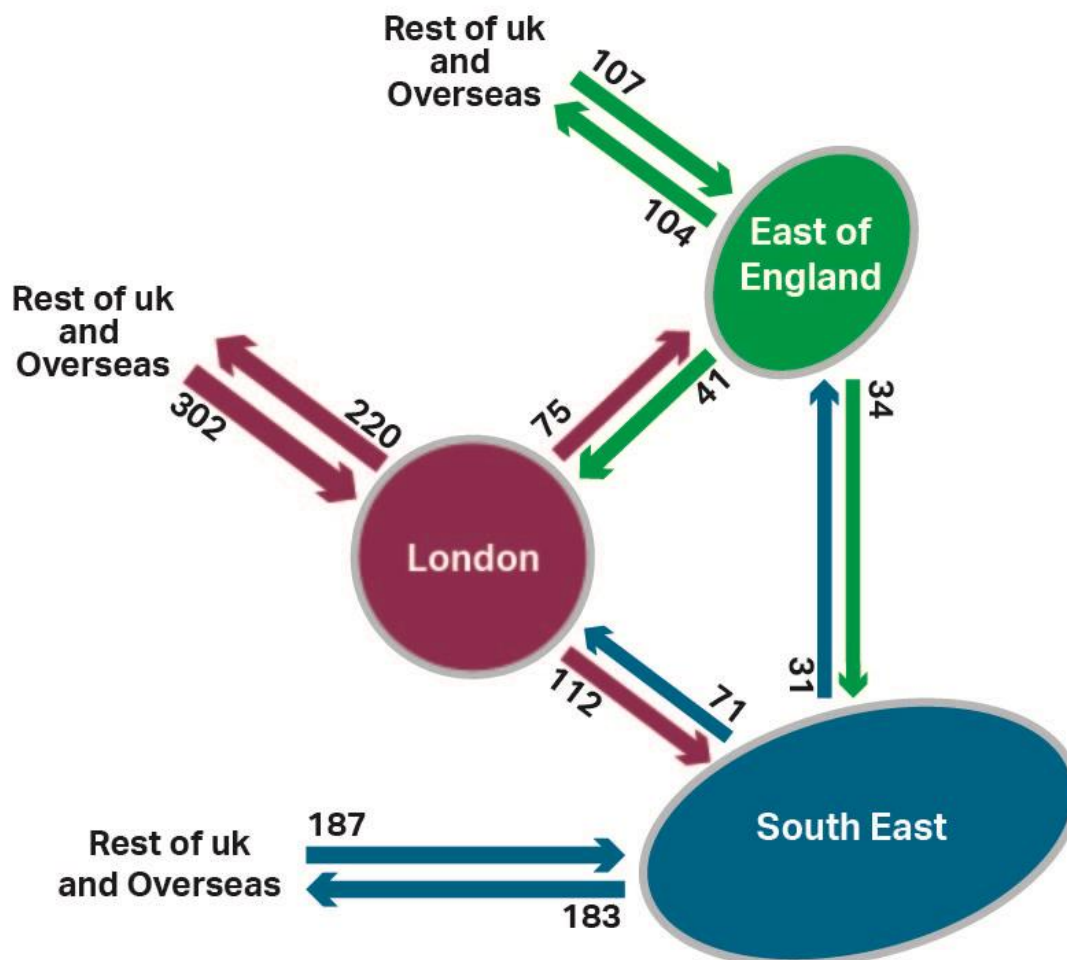 Rest of uk
and
Overseas
107
104
East of
England
Rest of uk
and
Overseas
302
220
75
41
34
London
31
112
71
South East
187
Rest of uk
and Overseas
183